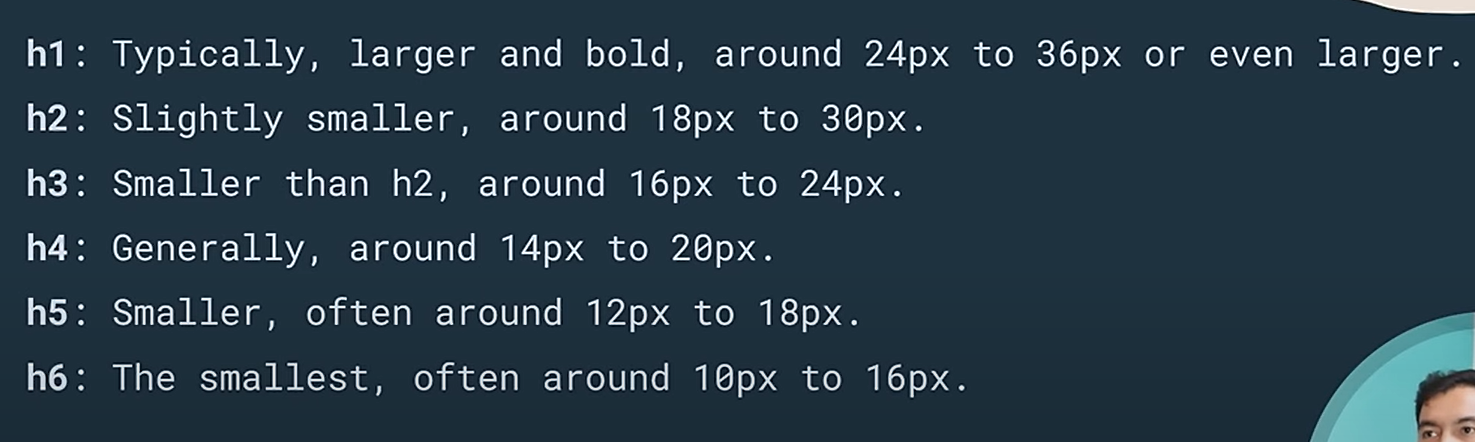 h1: Typically, larger and bold, around 24px to 36px or even larger.
h2: Slightly smaller, around 18px to 30px.
h3: Smaller than h2, around 16px to 24px.
h4: Generally, around 14px to 20px.
h5: Smaller, often around 12px to 18px.
h6: The smallest, often around 10px to 16px.